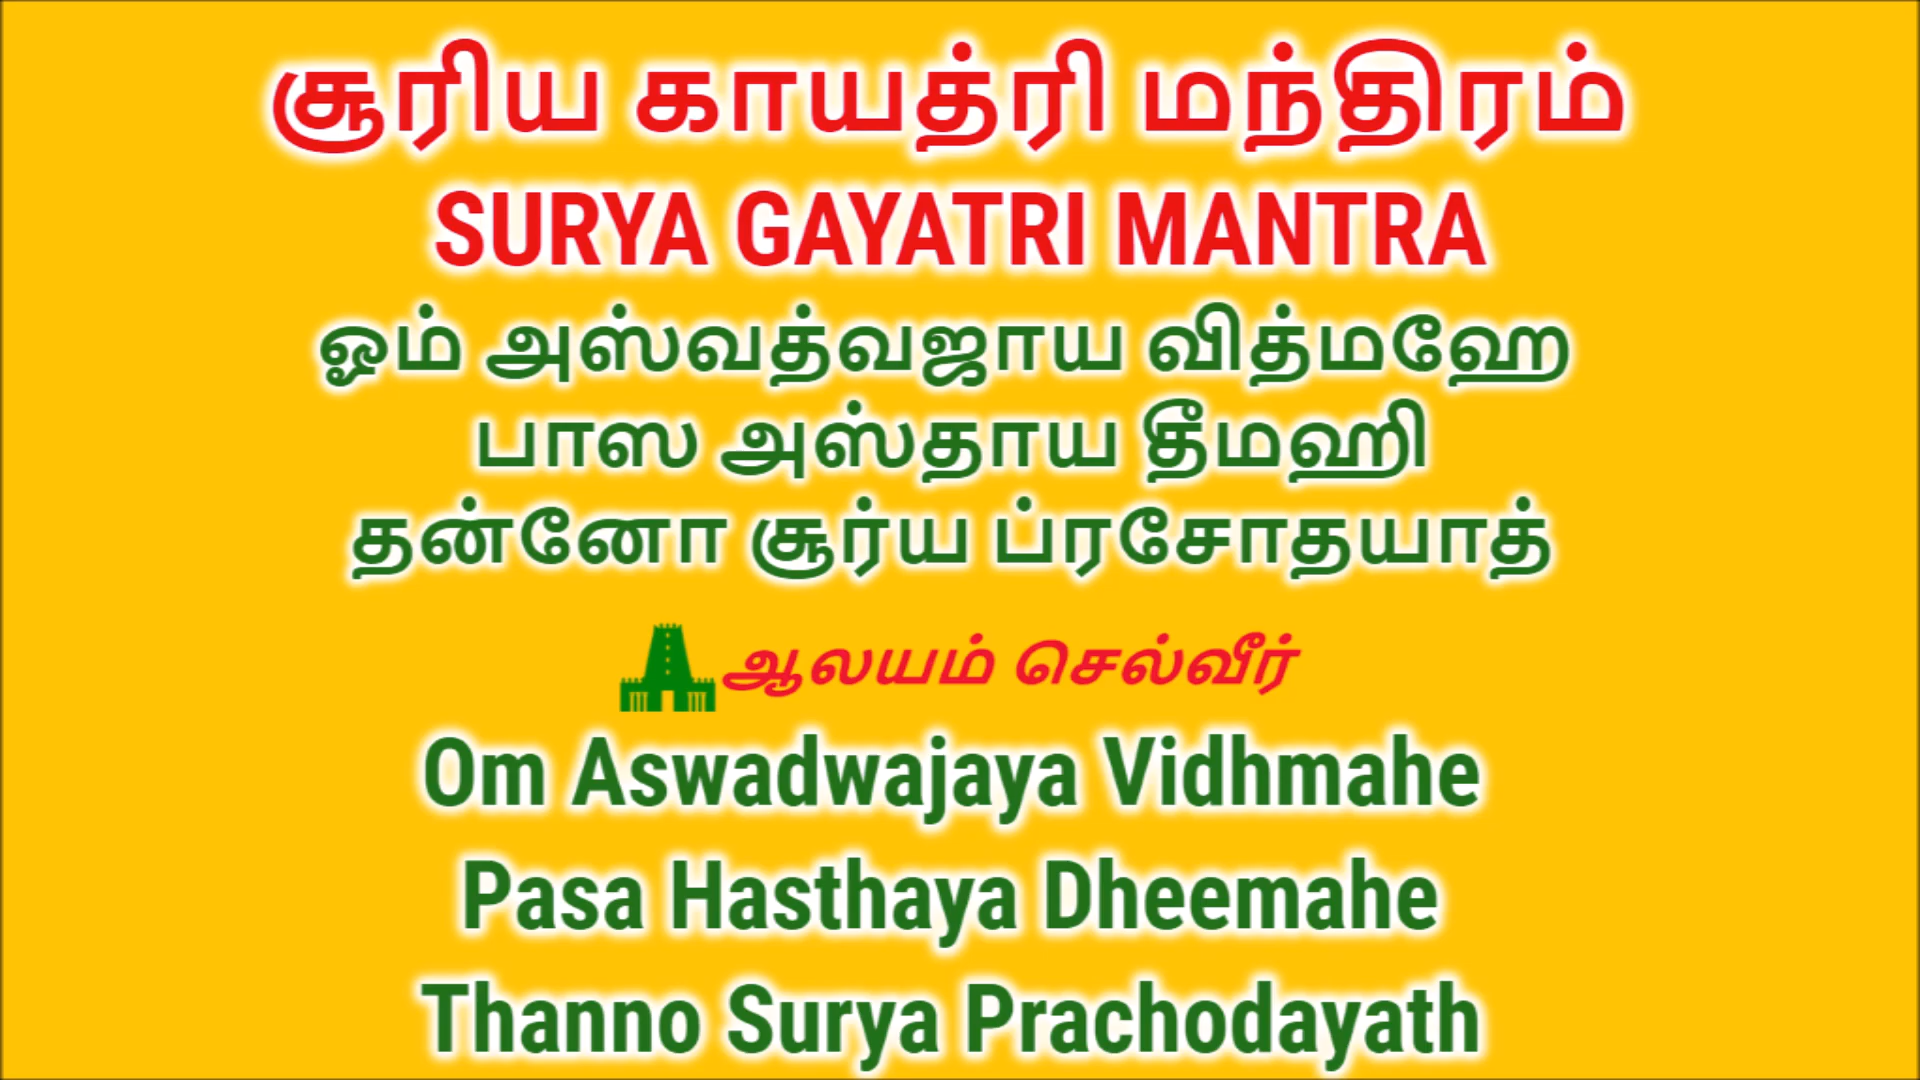 சூரிய காயத்ரி மந்திரம்
SURYA GAYATRI MANTRA
ஓம் அஸ்வத்வஜாய வித்மஹே
பாஸ அஸ்தாய தீமஹி
தன்னோ சூர்ய ப்ரசோதயாத்
ஆலயம் செல்வீர்
Om Aswadwajaya Vidhmahe
Pasa Hasthaya Dheemahe
Thanno Surya Prachodayath